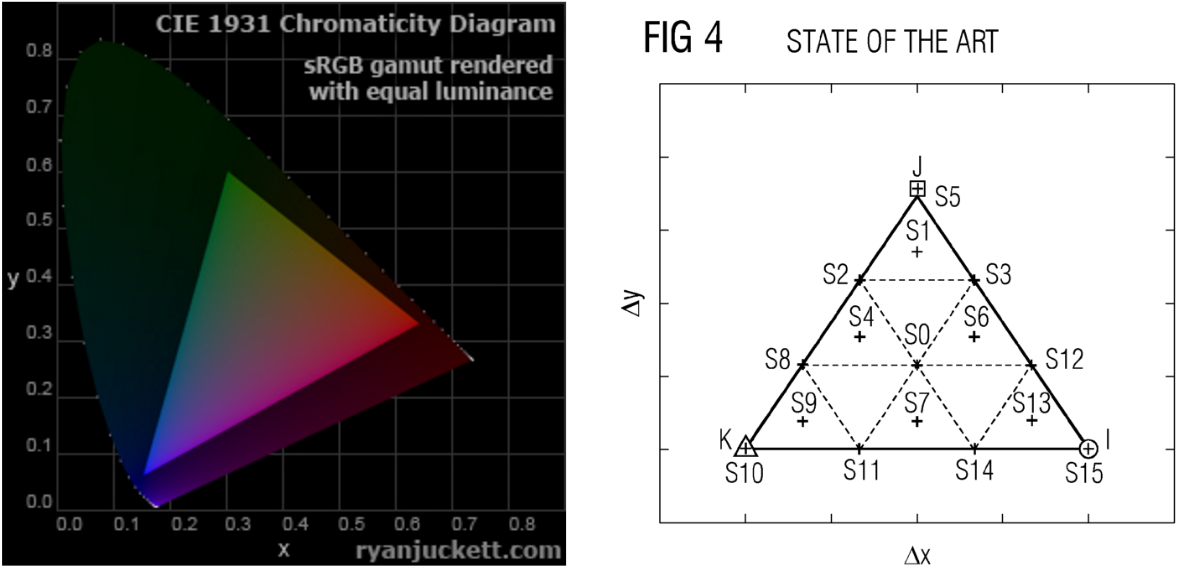 CIE 1931 Chromaticity Diagram
sRGB gamut rendered
with equal luminance
0.8
0.7
0.6
0.5
y 0.4
0.3
0.2
0.1
0.0
0.0 0.1 0.2 0.3 0.4 0.5 0.6 0.7 0.8
x
ryanjuckett.com
FIG 4 STATE OF THE ART
J
S5
S1
S2 S3
S4 S0 S6
Δy
S8 S12
S9 S7 S13
K I
S10 S11 S14 S15
Δx